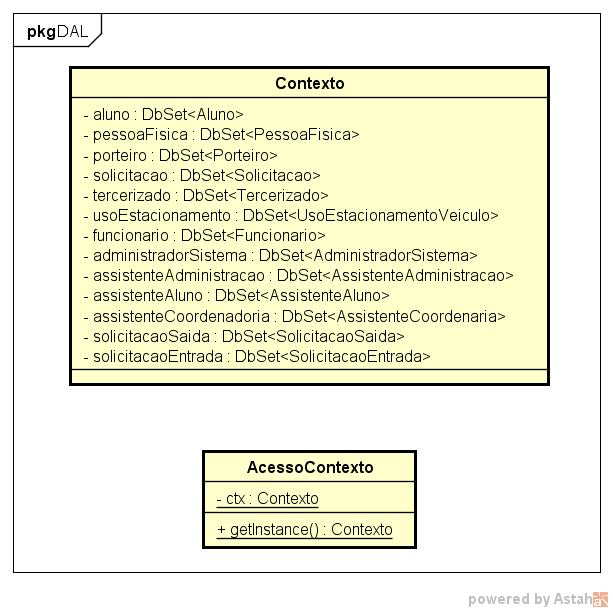 pkgDAL
Contexto
- aluno : DbSet<Aluno>
- pessoaFisica : DbSet<PessoaFisica>
- porteiro : DbSet<Porteiro>
- solicitacao : DbSet<Solicitacao>
- tercerizado : DbSet<Tercerizado>
- usoEstacionamento : DbSet<UsoEstacionamentoVeiculo>
- funcionario : DbSet<Funcionario>
- administradorSistema : DbSet<AdministradorSistema>
- assistenteAdministracao : DbSet<AssistenteAdministracao>
- assistenteAluno : DbSet<AssistenteAluno>
- assistenteCoordenadoria : DbSet<AssistenteCoordenaria>
- solicitacaoSaida : DbSet<SolicitacaoSaida>
- solicitacaoEntrada : DbSet<SolicitacaoEntrada>
AcessoContexto
- ctx : Contexto
+ getInstance() : Contexto
powered by Astah